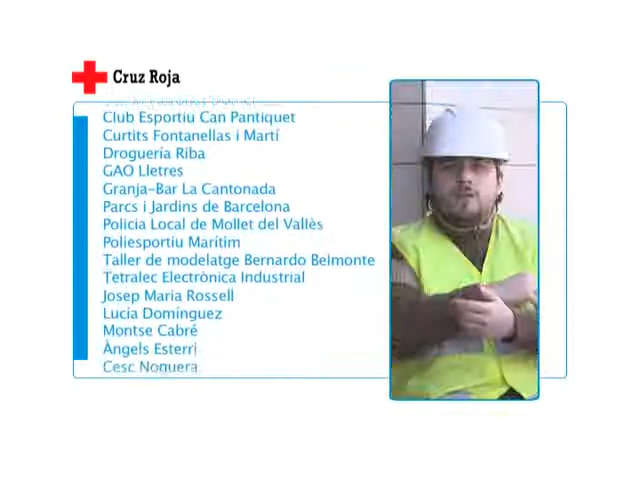 Cruz Roja
Club Esportiu Can Pantiquet
Curtits Fontanellas i Martí
Droguería Riba
GAO Lletres
Granja-Bar La Cantonada
Parcs i Jardins de Barcelona
Policia Local de Mollet del Vallès
Poliesportiu Marítim
Taller de modelatge Bernardo Belmonte
Tetralec Electrònica Industrial
Josep Maria Rossell
Lucía Domínguez
Montse Cabré
Àngels Esterri
Cesc Noguera